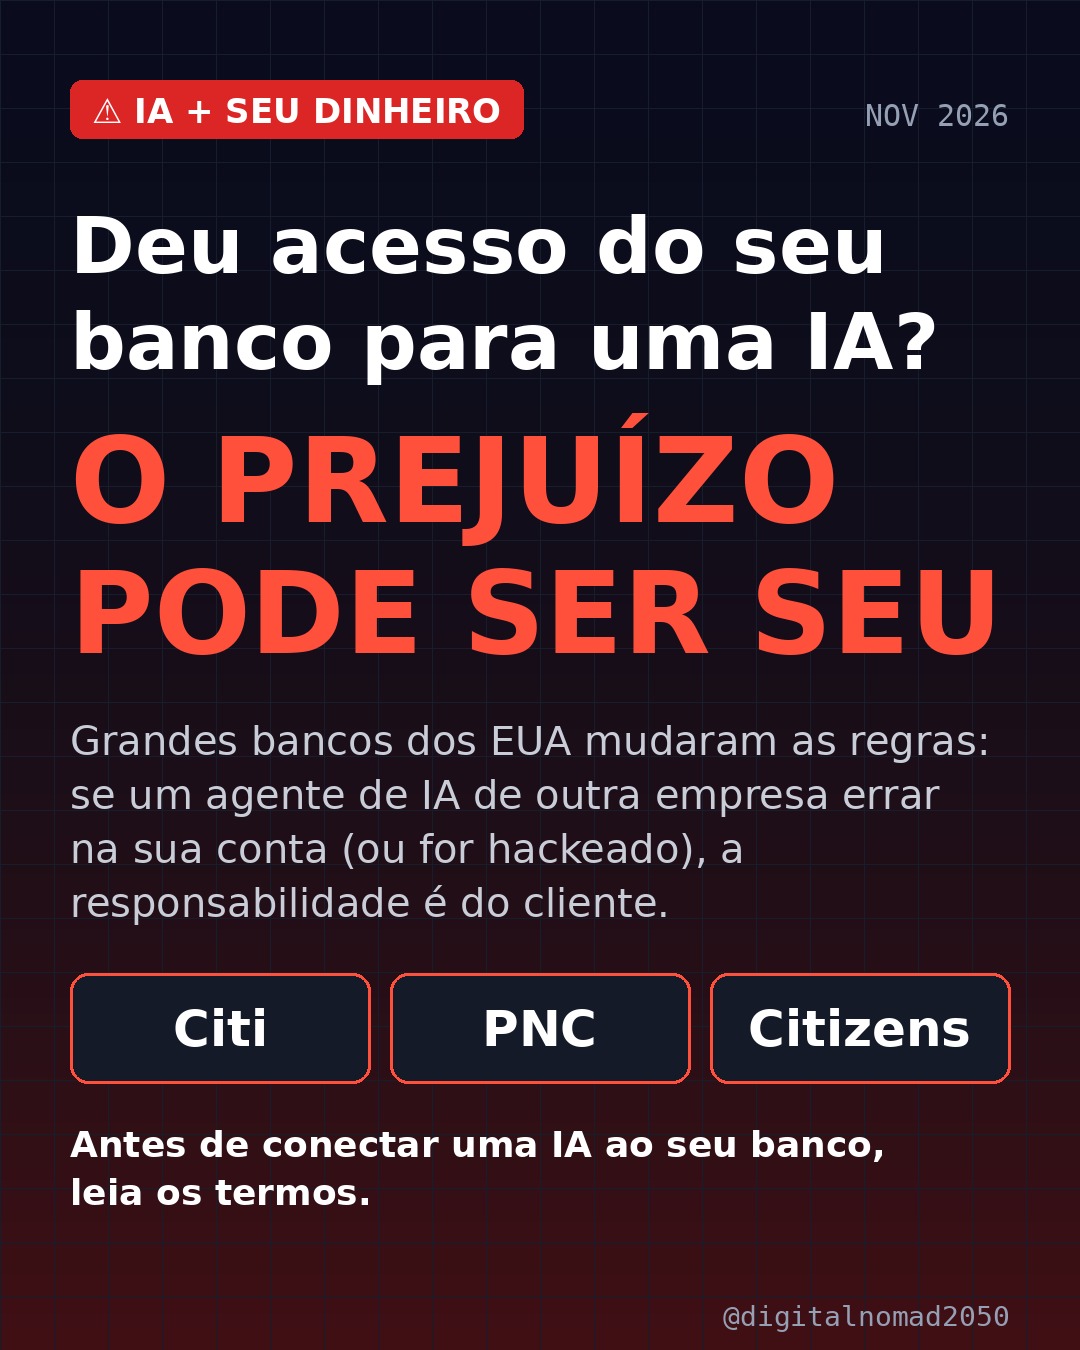 ⚠ IA + SEU DINHEIRO
NOV 2026
Deu acesso do seu
banco para uma IA?
O PREJUÍZO
PODE SER SEU
Grandes bancos dos EUA mudaram as regras:
se um agente de IA de outra empresa errar
na sua conta (ou for hackeado), a
responsabilidade é do cliente.
Citi
PNC
Citizens
Antes de conectar uma IA ao seu banco,
leia os termos.
@digitalnomad2050